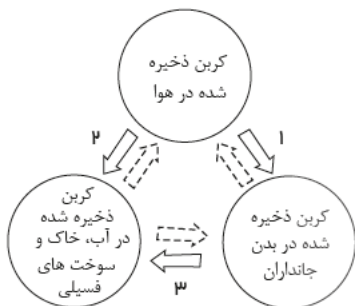 کربن ذخیره
شده در هوا
۲
۱
کربن
ذخیره شده
در آب، خاک و
سوخت های
فسیلی
کربن ذخیره
شده در بدن
جانداران
۳